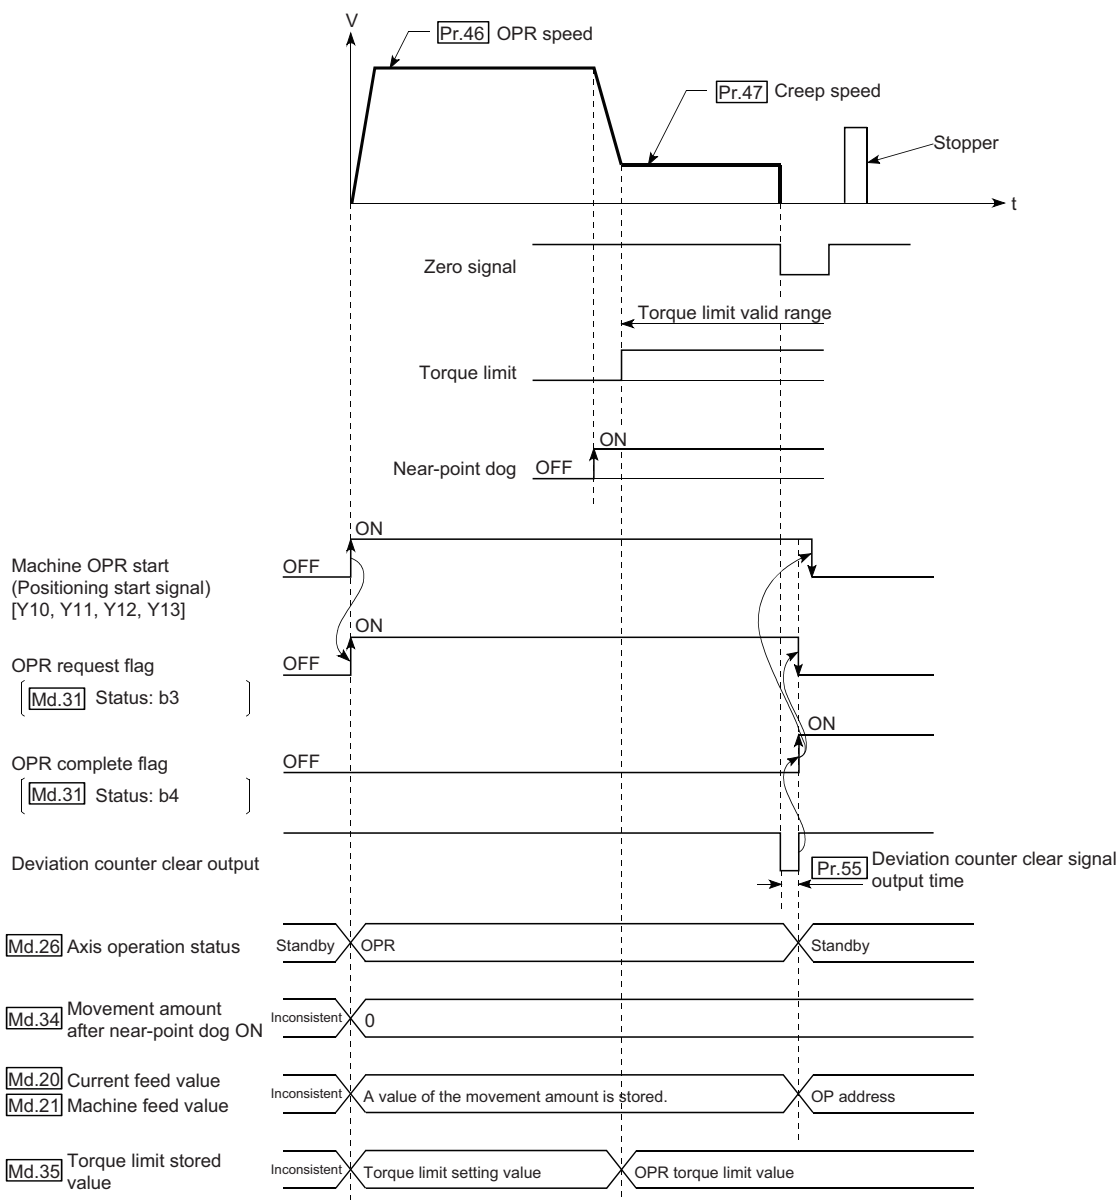 V
Pr.46 OPR speed
Pr.47 Creep speed
Stopper
t
Zero signal
Torque limit valid range
Torque limit
ON
Near-point dog OFF
ON
Machine OPR start
(Positioning start signal)
[Y10, Y11, Y12, Y13]
OFF
ON
OPR request flag
OFF
Md.31 Status: b3
ON
OPR complete flag
OFF
Md.31 Status: b4
Deviation counter clear output
Pr.55 Deviation counter clear signal
output time
Md.26 Axis operation status
Standby OPR Standby
Md.34 Movement amount
after near-point dog ON
Inconsistent 0
Md.20 Current feed value
Md.21 Machine feed value
Inconsistent A value of the movement amount is stored. OP address
Md.35 Torque limit stored
value
Inconsistent Torque limit setting value OPR torque limit value